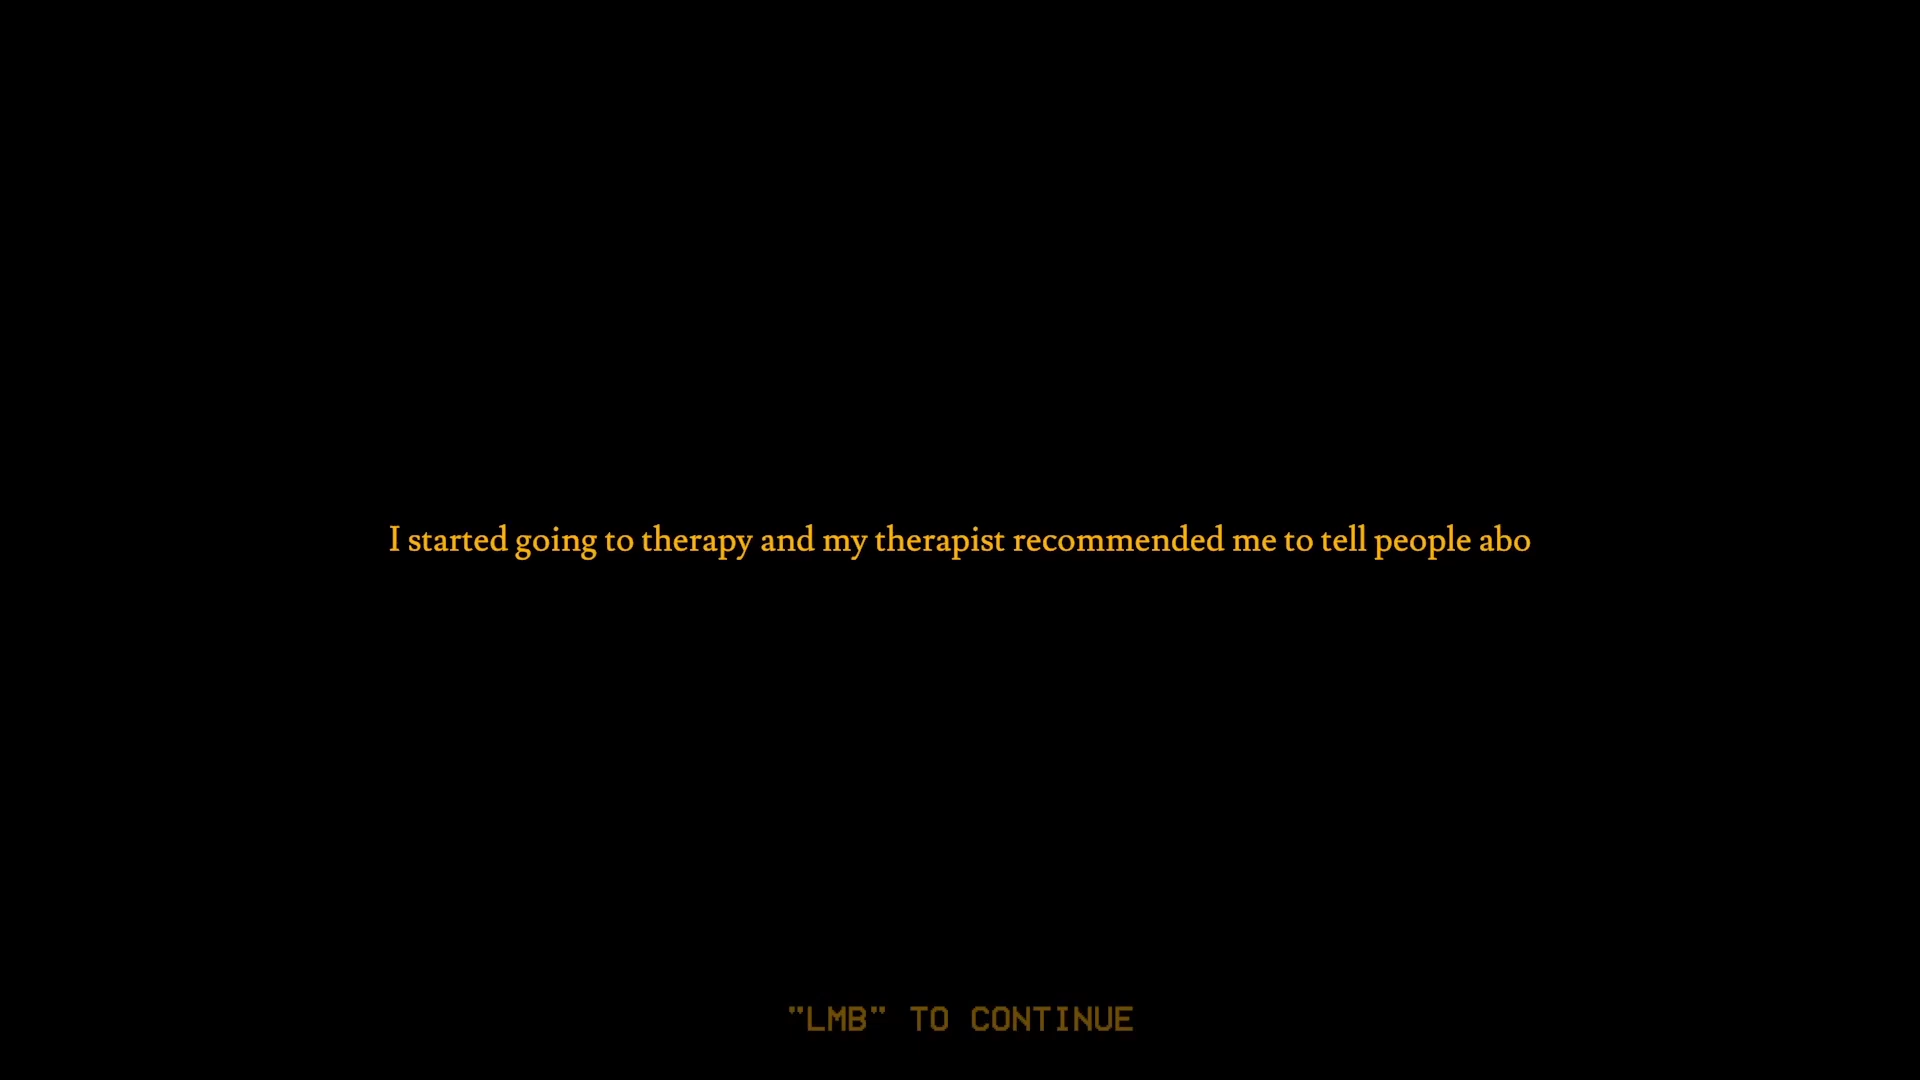 I started going to therapy and my therapist recommended me to tell people abo
"LMB" TO CONTINUE